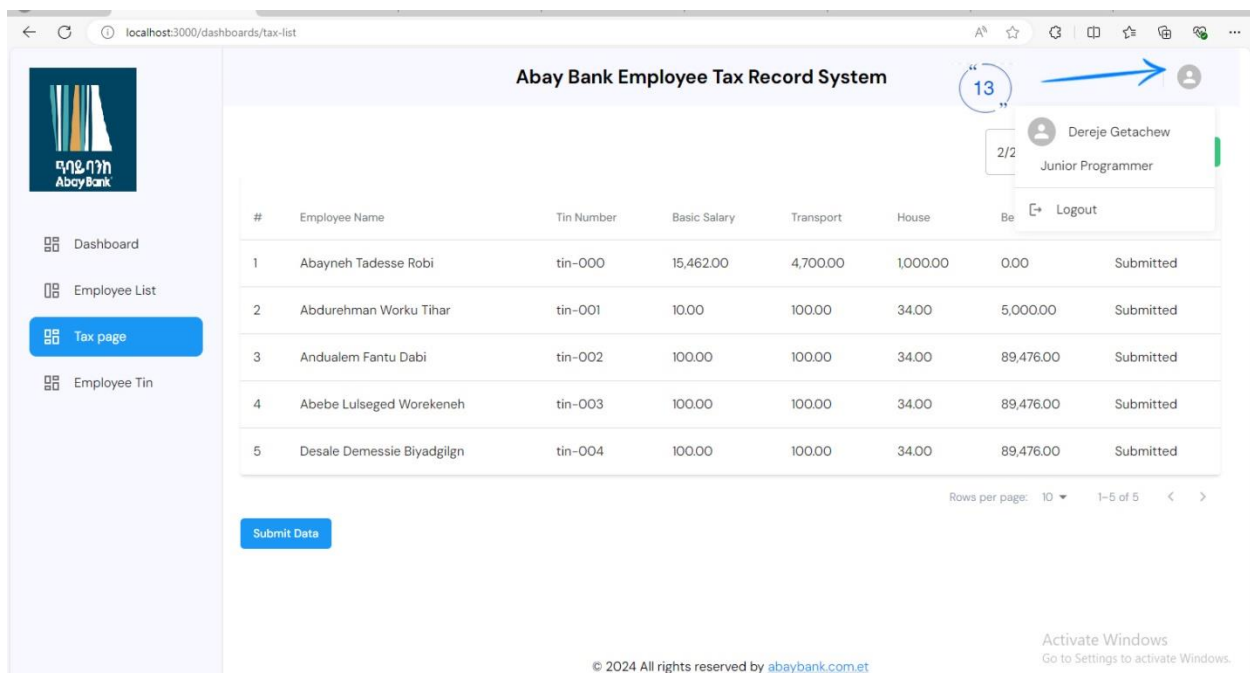 localhost:3000/dashboards/tax-list
Abay Bank Employee Tax Record System
“ 13 ”
ዓባይ ባንክ
Abay Bank
Dereje Getachew
2/2
Junior Programmer
Logout
# Employee Name Tin Number Basic Salary Transport House Be
Dashboard
1 Abayneh Tadesse Robi tin-000 15,462.00 4,700.00 1,000.00 0.00 Submitted
Employee List
2 Abdurehman Worku Tihar tin-001 10.00 100.00 34.00 5,000.00 Submitted
Tax page
3 Andualem Fantu Dabi tin-002 100.00 100.00 34.00 89,476.00 Submitted
Employee Tin
4 Abebe Lulseged Worekeneh tin-003 100.00 100.00 34.00 89,476.00 Submitted
5 Desale Demessie Biyadgilgn tin-004 100.00 100.00 34.00 89,476.00 Submitted
Rows per page: 10 1–5 of 5
Submit Data
Activate Windows
Go to Settings to activate Windows.
© 2024 All rights reserved by abaybank.com.et